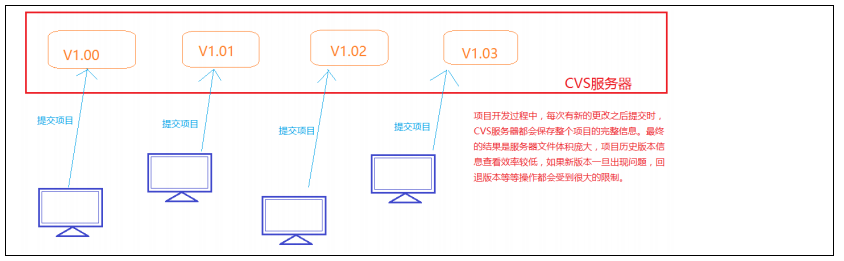 V1.00
V1.01
V1.02
V1.03
CVS服务器
提交项目
提交项目
提交项目
提交项目
项目开发过程中，每次有新的更改之后提交时，
CVS服务器都会保存整个项目的完整信息。最终
的结果是服务器文件体积庞大，项目历史版本信
息查看效率较低，如果新版本一旦出现问题，回
退版本等等操作都会受到很大的限制。